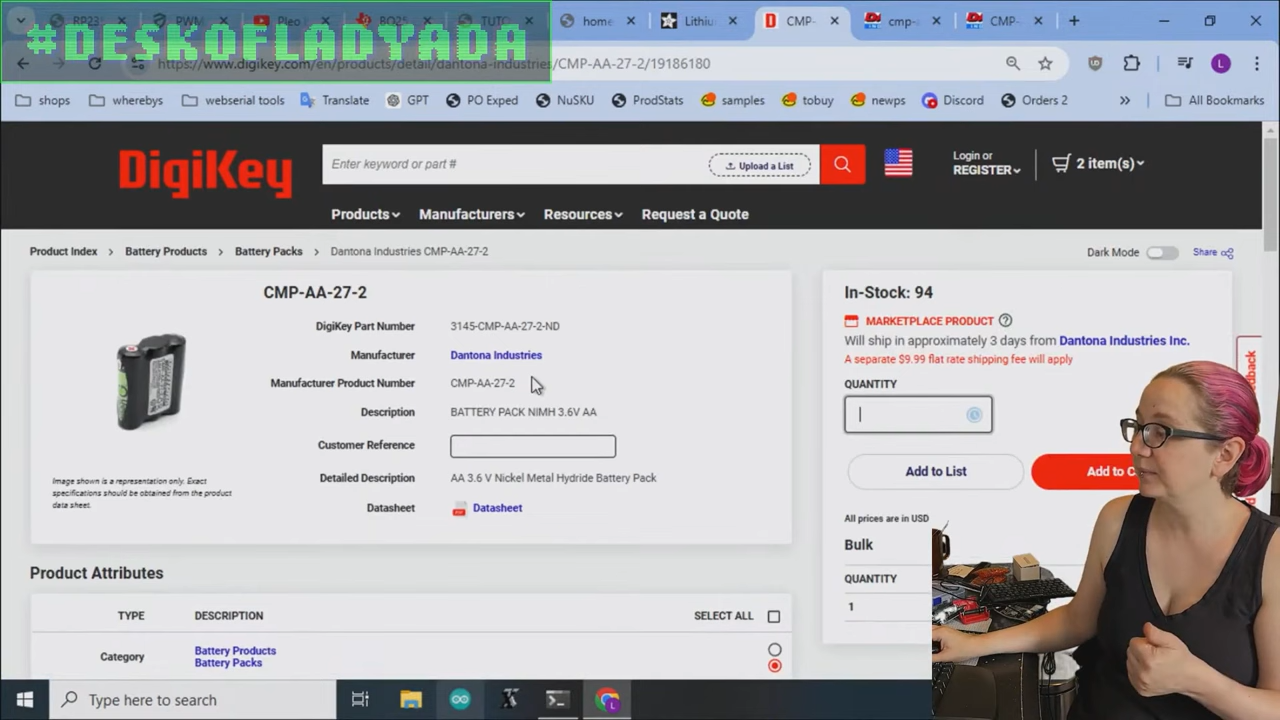 #DESKOFLADYADA
RP23
PWM
Pleo
BQ25
TUTO
home
Lithiu
CMP-
cmp-
CMP-
https://www.digikey.com/en/products/detail/dantona-industries/CMP-AA-27-2/19186180
shops
wherebys
webserial tools
Translate
GPT
PO Exped
NuSKU
ProdStats
samples
tobuy
newps
Discord
Orders 2
All Bookmarks
DigiKey
Enter keyword or part #
Upload a List
Login or
REGISTER
2 item(s)
Products
Manufacturers
Resources
Request a Quote
Product Index > Battery Products > Battery Packs > Dantona Industries CMP-AA-27-2
Dark Mode
Share
CMP-AA-27-2
DigiKey Part Number 3145-CMP-AA-27-2-ND
Manufacturer Dantona Industries
Manufacturer Product Number CMP-AA-27-2
Description BATTERY PACK NIMH 3.6V AA
Customer Reference
Detailed Description AA 3.6 V Nickel Metal Hydride Battery Pack
Datasheet Datasheet
Image shown is a representation only. Exact
specifications should be obtained from the product
data sheet.
In-Stock: 94
MARKETPLACE PRODUCT
Will ship in approximately 3 days from Dantona Industries Inc.
A separate $9.99 flat rate shipping fee will apply
QUANTITY
Add to List
Add to C
All prices are in USD
Bulk
QUANTITY
1
Product Attributes
TYPE DESCRIPTION SELECT ALL
Category Battery Products
Battery Packs
Type here to search